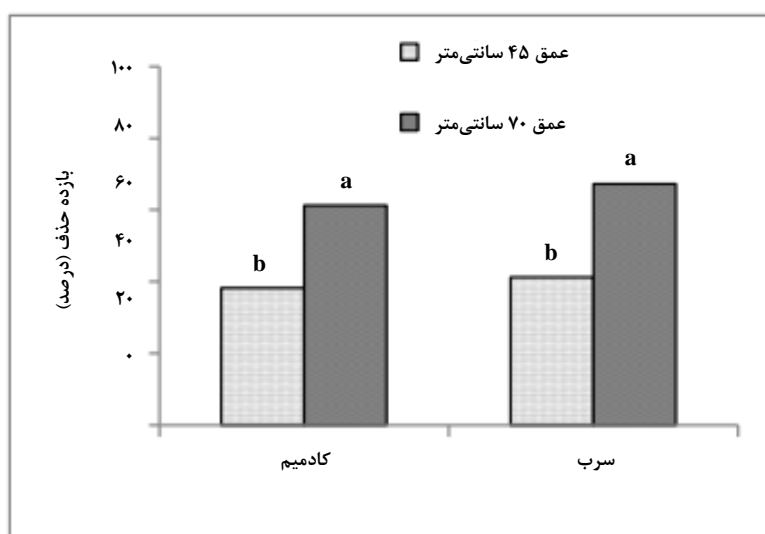 عمق ۴۵ سانتی‌متر
عمق ۷۰ سانتی‌متر
بازده حذف (درصد)
۱۰۰
۸۰
۶۰
۴۰
۲۰
۰
b
a
b
a
کادمیم
سرب